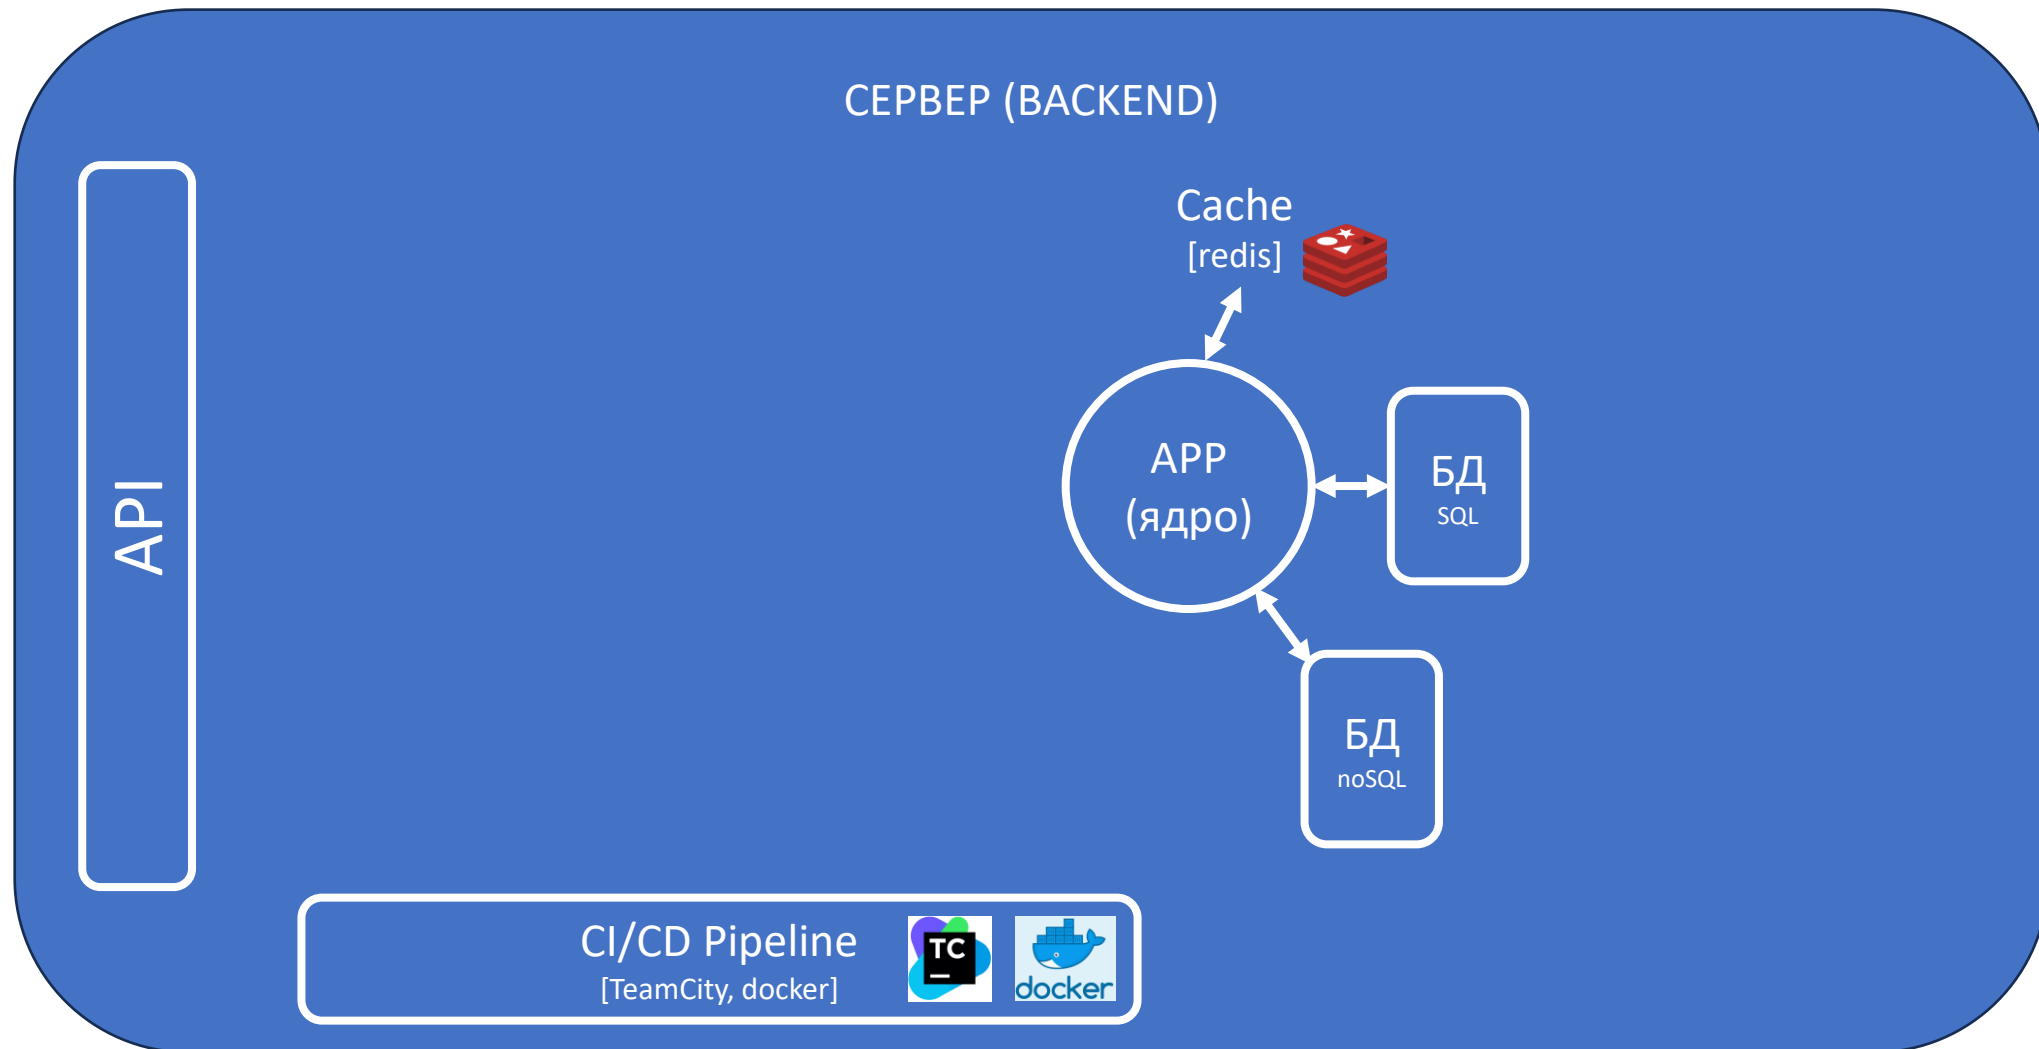 СЕРВЕР (BACKEND)
API
Cache
[redis]
APP
(ядро)
БД
SQL
БД
noSQL
CI/CD Pipeline
[TeamCity, docker]
TC
docker